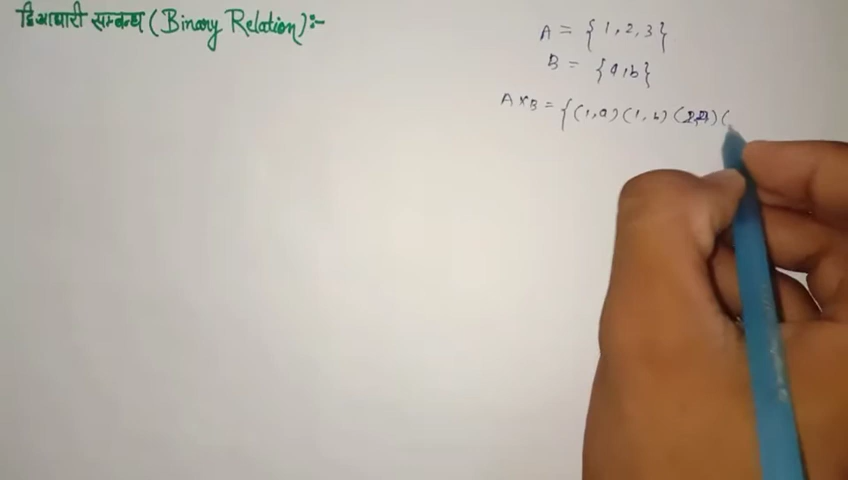 द्विआधारी सम्बन्ध (Binary Relation):-
A = {1,2,3}
B = {a,b}
A×B = {(1,a)(1,b)(2,a)(